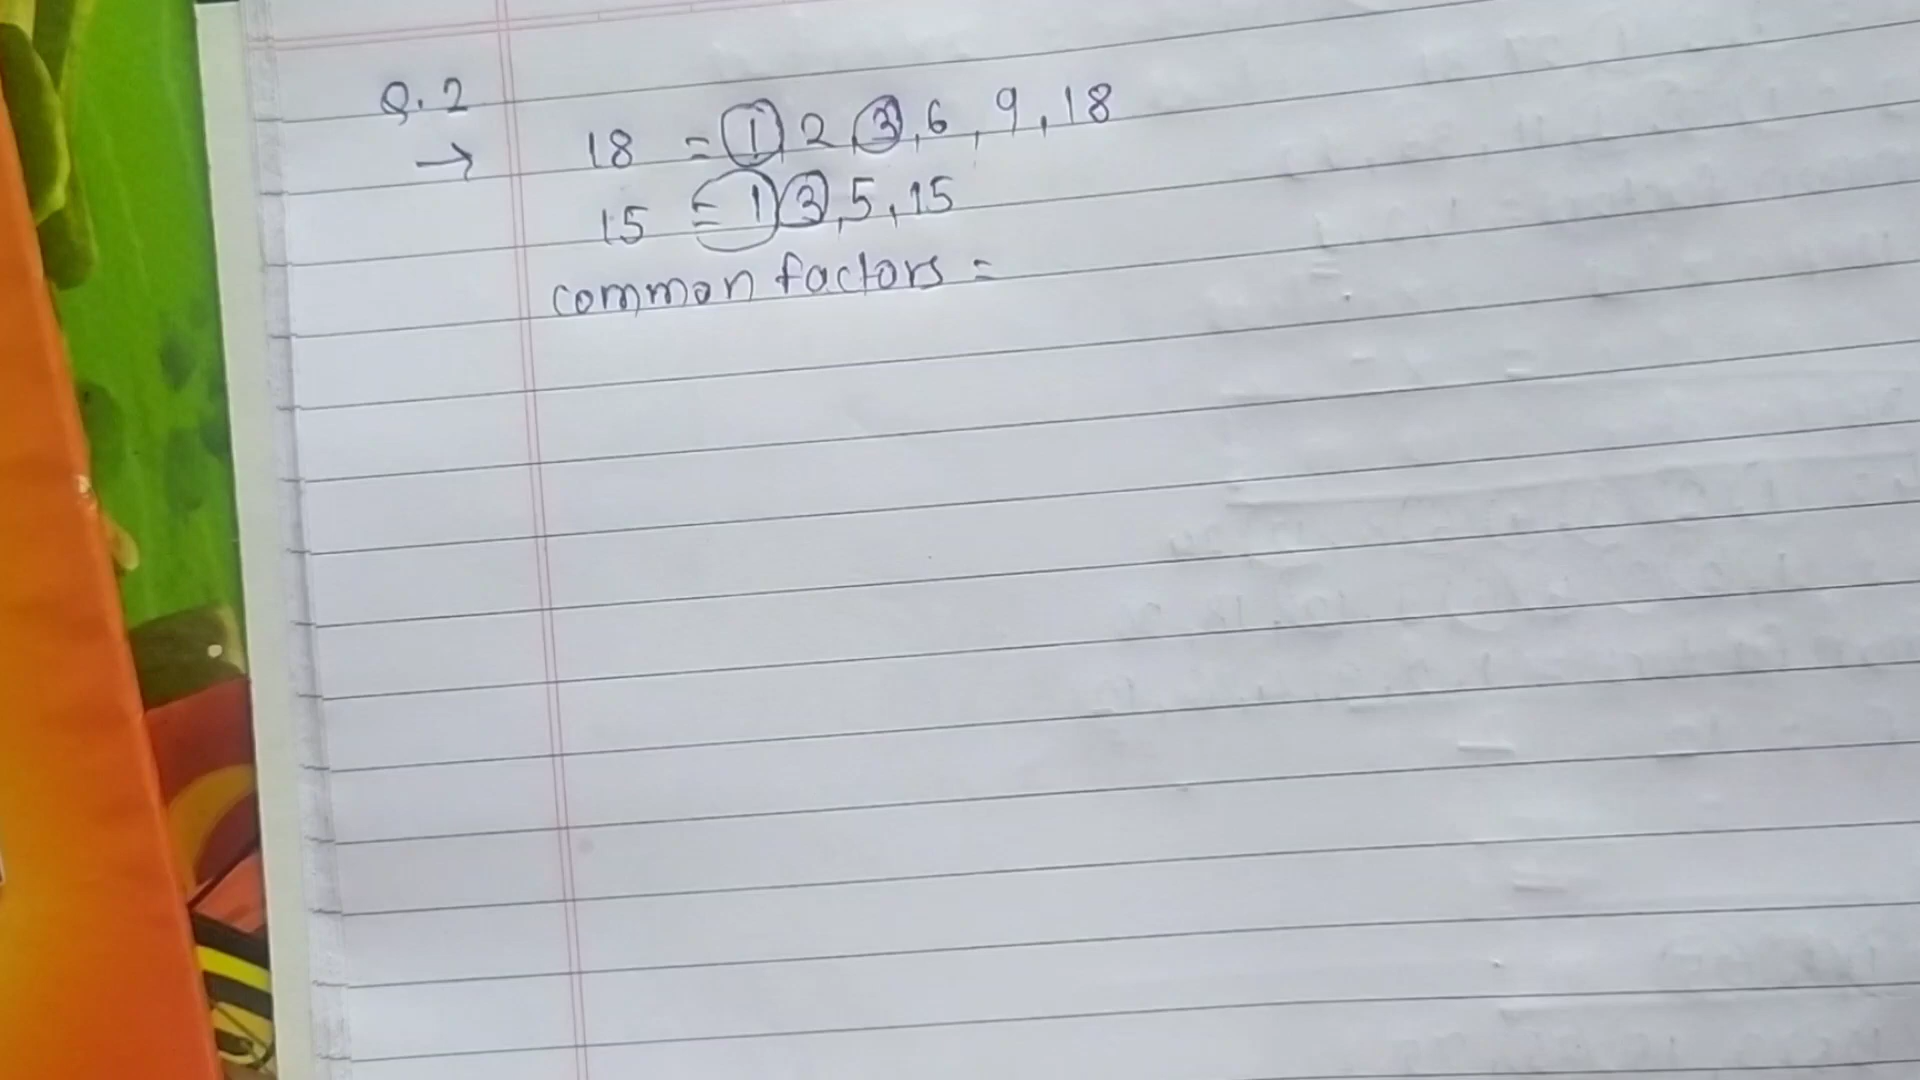 Q. 2
→ 18 = 1, 2, 3, 6, 9, 18
15 = 1, 3, 5, 15
common factors =